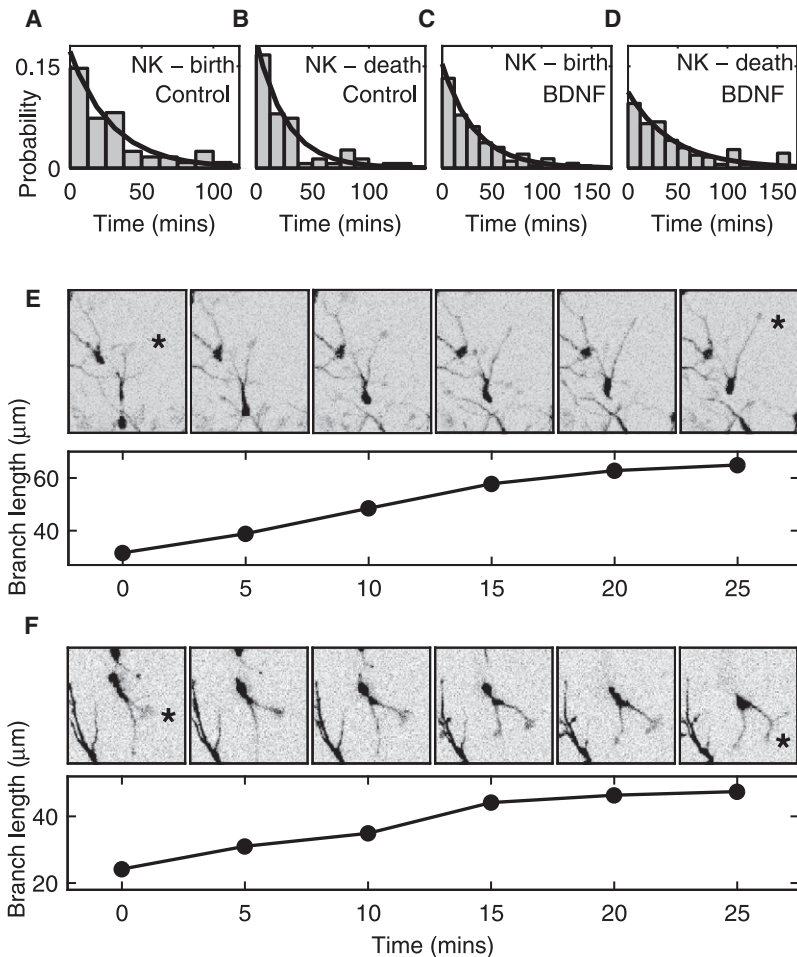 A
B
C
D
NK – birth
Control
NK – death
Control
NK – birth
BDNF
NK – death
BDNF
Probability
0.15
0
0 50 100
0 50 100
0 50 100 150
0 50 100 150
Time (mins)
Time (mins)
Time (mins)
Time (mins)
E
*
*
Branch length (μm)
60
40
0 5 10 15 20 25
F
*
*
Branch length (μm)
40
20
0 5 10 15 20 25
Time (mins)